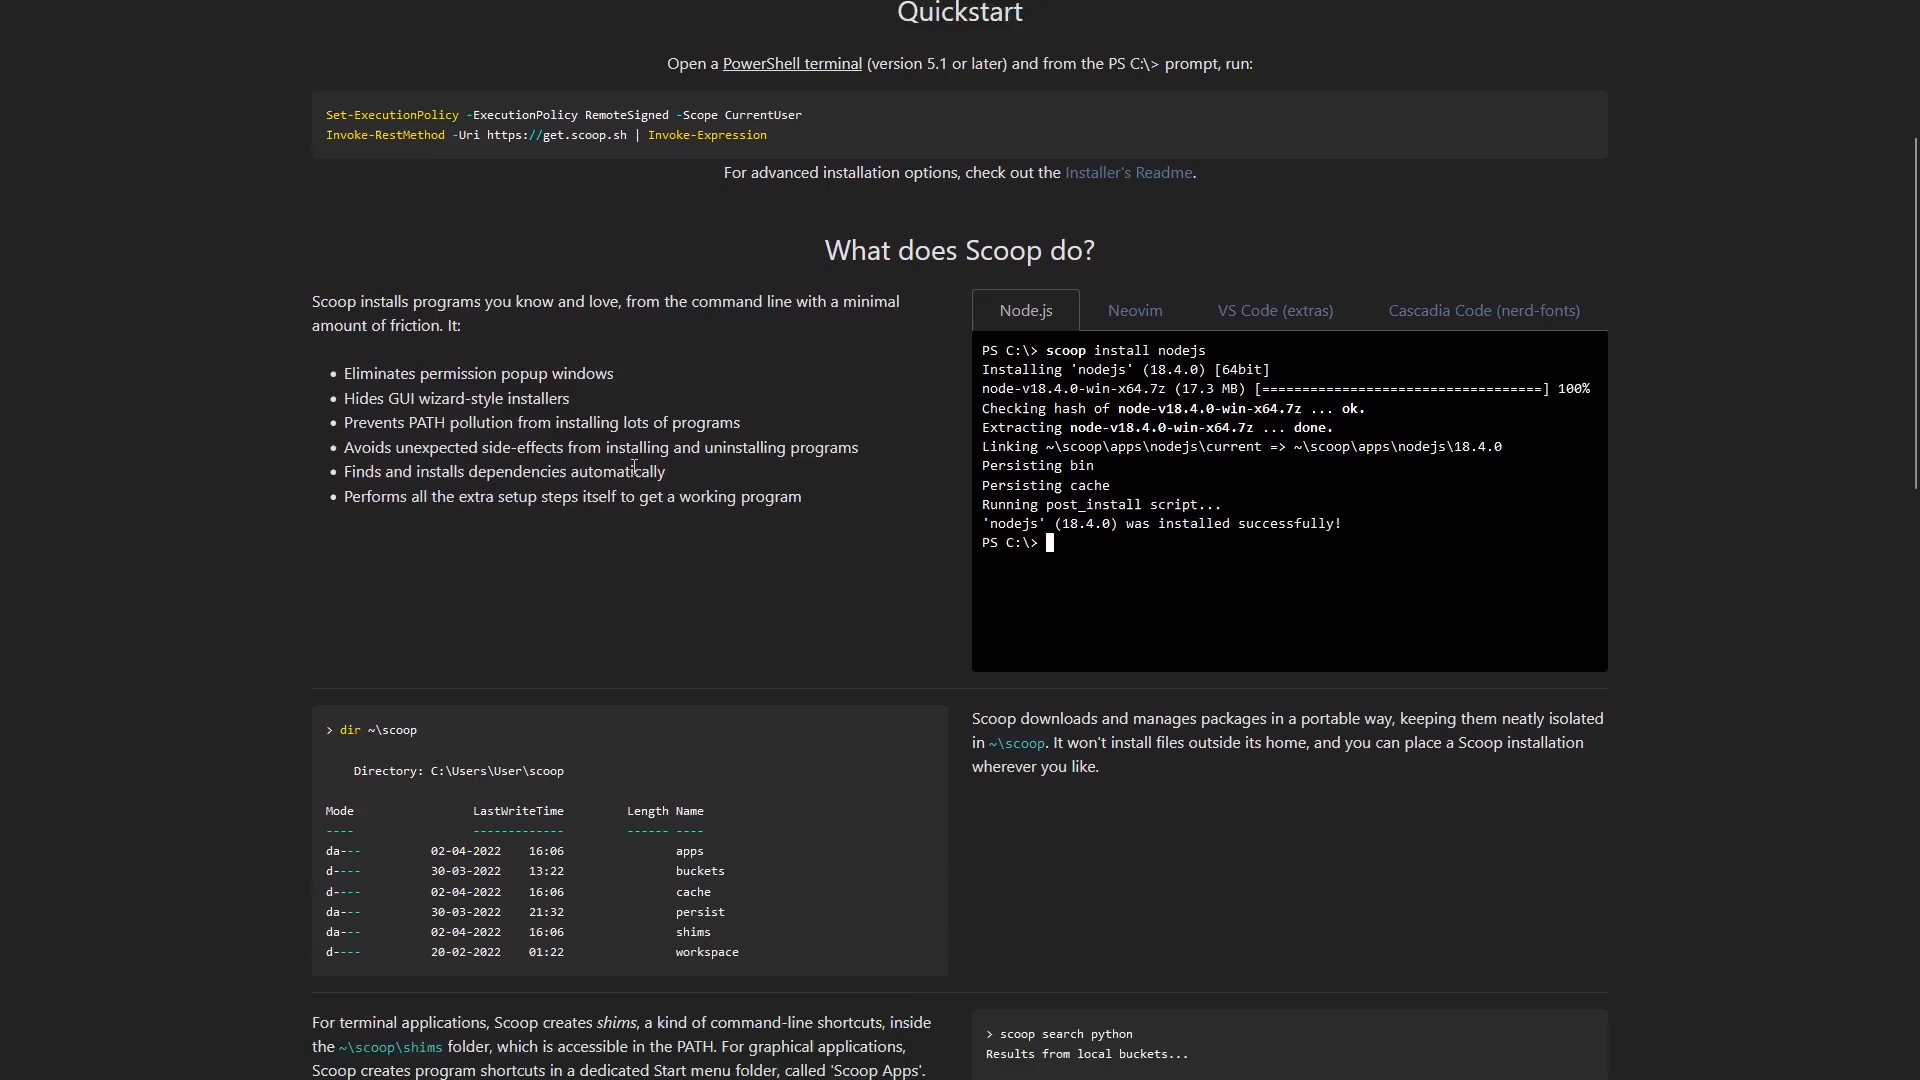 Quickstart
Open a PowerShell terminal (version 5.1 or later) and from the PS C:\> prompt, run:
Set-ExecutionPolicy -ExecutionPolicy RemoteSigned -Scope CurrentUser
Invoke-RestMethod -Uri https://get.scoop.sh | Invoke-Expression
For advanced installation options, check out the Installer's Readme.
What does Scoop do?
Scoop installs programs you know and love, from the command line with a minimal
amount of friction. It:
• Eliminates permission popup windows
• Hides GUI wizard-style installers
• Prevents PATH pollution from installing lots of programs
• Avoids unexpected side-effects from installing and uninstalling programs
• Finds and installs dependencies automatically
• Performs all the extra setup steps itself to get a working program
Node.js Neovim VS Code (extras) Cascadia Code (nerd-fonts)
PS C:\> scoop install nodejs
Installing 'nodejs' (18.4.0) [64bit]
node-v18.4.0-win-x64.7z (17.3 MB) [===================================] 100%
Checking hash of node-v18.4.0-win-x64.7z ... ok.
Extracting node-v18.4.0-win-x64.7z ... done.
Linking ~\scoop\apps\nodejs\current => ~\scoop\apps\nodejs\18.4.0
Persisting bin
Persisting cache
Running post_install script...
'nodejs' (18.4.0) was installed successfully!
PS C:\>
> dir ~\scoop
Directory: C:\Users\User\scoop
Mode LastWriteTime Length Name
---- ------------- ------ ----
da--- 02-04-2022 16:06 apps
d---- 30-03-2022 13:22 buckets
d---- 02-04-2022 16:06 cache
da--- 30-03-2022 21:32 persist
da--- 02-04-2022 16:06 shims
d---- 20-02-2022 01:22 workspace
Scoop downloads and manages packages in a portable way, keeping them neatly isolated
in ~\scoop. It won't install files outside its home, and you can place a Scoop installation
wherever you like.
For terminal applications, Scoop creates shims, a kind of command-line shortcuts, inside
the ~\scoop\shims folder, which is accessible in the PATH. For graphical applications,
Scoop creates program shortcuts in a dedicated Start menu folder, called 'Scoop Apps'.
> scoop search python
Results from local buckets...